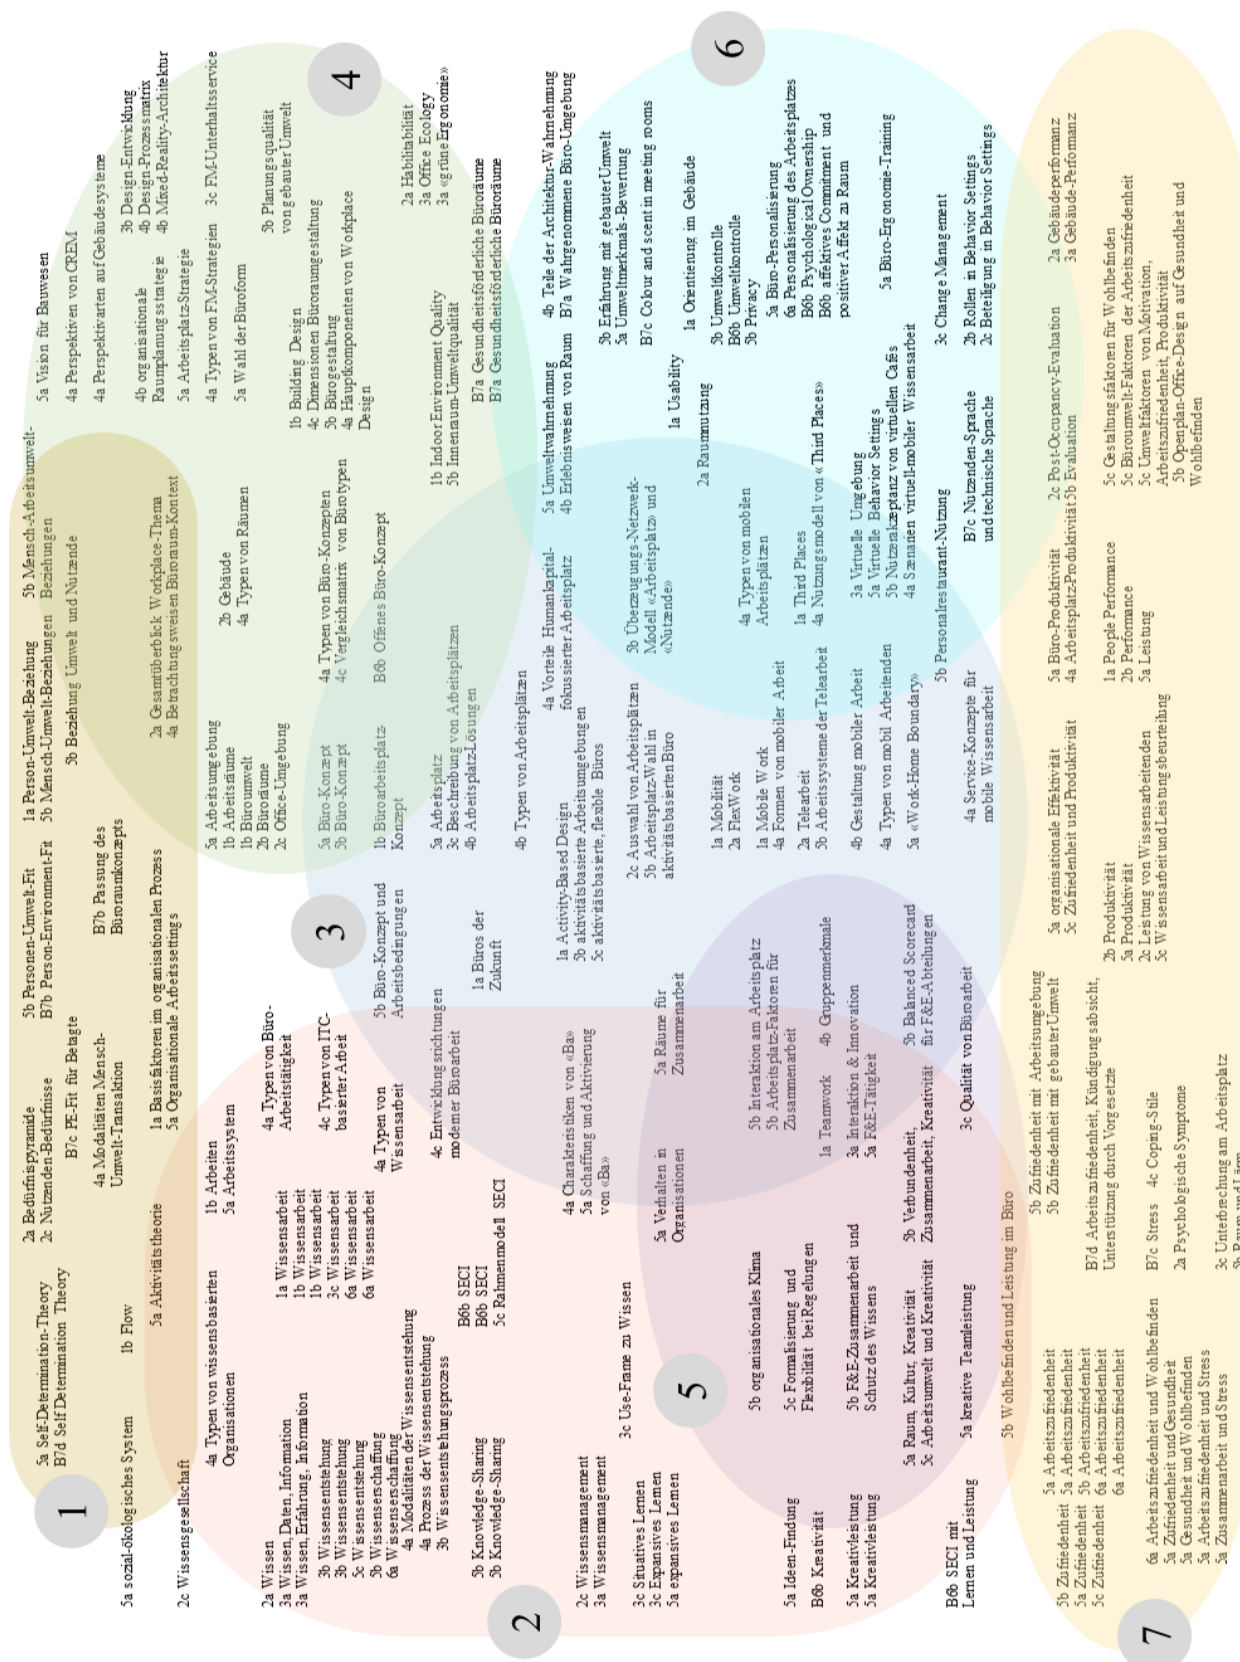 1
5a Self-Determination-Theory
B7d Self Determination Theory
2a Bedürfnispyramide
2c Nutzenden-Bedürfnisse
B7c PE-Fit für Betagte
5b Personen-Umwelt-Fit
B7b Person-Environment-Fit
1a Person-Umwelt-Beziehung
5b Mensch-Umwelt-Beziehungen
5b Mensch-Arbeitsumwelt-
Beziehungen
3b Beziehung Umwelt und Nutzende
5a sozial-ökologisches System
1b Flow
4a Modalitäten Mensch-
Umwelt-Transaktion
B7b Passung des
Büroraumkonzepts
5a Aktivitätstheorie
1a Basisfaktoren im organisationalen Prozess
5a Organisationale Arbeitssettings
2a Gesamtüberblick Workplace-Thema
4a Betrachtungsweisen Büroraum-Kontext
4
5a Vision für Bauwesen
4a Perspektiven von CREM
4a Perspektivarten auf Gebäudesysteme
3b Design-Entwicklung
4b Design-Prozessmatrix
4b Mixed-Reality-Architektur
4b organisationale
Raumplanungsstrategie
5a Arbeitsplatz-Strategie
4a Typen von FM-Strategien
3c FM-Unterhaltsservice
5a Wahl der Büroform
5b Planungsqualität
von gebauter Umwelt
1b Building Design
4c Dimensionen Büroraumgestaltung
5b Bürogestaltung
4a Hauptkomponenten von Workplace
Design
2a Habitabilität
3a Office Ecology
3a «grüne Ergonomie»
1b Indoor Environment Quality
5b Innenraum-Umweltqualität
B7a Gesundheitsförderliche Büroräume
B7a Gesundheitsförderliche Büroräume
5a Arbeitsumgebung
1b Arbeitsräume
1b Büroumwelt
2b Büroräume
2c Office-Umgebung
2b Gebäude
4a Typen von Räumen
5a Büro-Konzept
5b Büro-Konzept
4a Typen von Büro-Konzepten
4c Vergleichsmatrix von Bürotypen
1b Büroarbeitsplatz-
Konzept
B6b Offenes Büro-Konzept
5a Arbeitsplatz
3c Beschreibung von Arbeitsplätzen
4b Arbeitsplatz-Lösungen
4b Typen von Arbeitsplätzen
2
2c Wissensgesellschaft
4a Typen von wissensbasierten
Organisationen
1b Arbeiten
5a Arbeitssystem
4a Typen von Büro-
Arbeitstätigkeit
2a Wissen
3a Wissen, Daten, Information
3a Wissen, Erfahrung, Information
1a Wissensarbeit
1b Wissensarbeit
1b Wissensarbeit
3c Wissensarbeit
6a Wissensarbeit
6a Wissensarbeit
4c Typen von ITC-
basierter Arbeit
4a Typen von
Wissensarbeit
3b Wissensentstehung
3b Wissensentstehung
5c Wissensentstehung
3b Wissenserschaffung
6a Wissenserschaffung
4a Modalitäten der Wissensentstehung
4a Prozess der Wissensentstehung
3b Wissensentstehungsprozess
5b Knowledge-Sharing
5b Knowledge-Sharing
B6b SECI
B6b SECI
5c Rahmenmodell SECI
4c Entwicklungsrichtungen
moderner Büroarbeit
2c Wissensmanagement
3a Wissensmanagement
4a Charakteristiken von «Ba»
5a Schaffung und Aktivierung
von «Ba»
3c Situatives Lernen
3c Expansives Lernen
5a expansives Lernen
3c Use-Frame zu Wissen
5a Verhalten in
Organisationen
5a Räume für
Zusammenarbeit
3
5b Büro-Konzept und
Arbeitsbedingungen
1a Büros der
Zukunft
1a Activity-Based Design
5b aktivitätsbasierte Arbeitsumgebungen
5c aktivitätsbasierte, flexible Büros
4a Vorteile Humankapital-
fokussierter Arbeitsplatz
2c Auswahl von Arbeitsplätzen
5b Arbeitsplatz-Wahl in
aktivitätsbasierten Büro
5b Überzeugungs-Netzwerk-
Modell «Arbeitsplatz» und
«Nutzende»
1a Mobilität
2a FlexWork
1a Mobile Work
4a Formen von mobiler Arbeit
2a Telearbeit
5b Arbeitssysteme der Telearbeit
4b Gestaltung mobiler Arbeit
4a Typen von mobil Arbeitenden
5a «Work-Home Boundary»
4a Typen von mobilen
Arbeitsplätzen
1a Third Places
4a Nutzungsmodell von «Third Places»
3a Virtuelle Umgebung
5a Virtuelle Behavior Settings
5b Nutzerakzeptanz von virtuellen Cafés
4a Szenarien virtuell-mobiler Wissensarbeit
5b Personalrestaurant-Nutzung
4a Service-Konzepte für
mobile Wissensarbeit
6
5a Umweltwahrnehmung
4b Erlebnisweisen von Raum
4b Teile der Architektur-Wahrnehmung
B7a Wahrgenommene Büro-Umgebung
3b Erfahrung mit gebauter Umwelt
5a Umweltmerkmals-Bewertung
B7c Colour and scent in meeting rooms
1a Usability
1a Orientierung im Gebäude
2a Raumnutzung
3b Umweltkontrolle
B6b Umweltkontrolle
5b Privacy
5a Büro-Personalisierung
6a Personalisierung des Arbeitsplatzes
B6b Psychological Ownership
B6b affektives Commitment und
positiver Affekt zu Raum
5a Büro-Ergonomie-Training
3c Change Management
B7c Nutzenden-Sprache
und technische Sprache
2b Rollen in Behavior Settings
2c Beteiligung in Behavior Settings
5
5b organisationales Klima
5b Interaktion am Arbeitsplatz
5b Arbeitsplatz-Faktoren für
Zusammenarbeit
5a Ideen-Findung
B6b Kreativität
5c Formalisierung und
Flexibilität bei Regelungen
1a Teamwork
4b Gruppenmerkmale
5a Kreativleistung
5a Kreativleistung
5b F&E-Zusammenarbeit und
Schutz des Wissens
3a Interaktion & Innovation
5a F&E-Tätigkeit
5a Raum, Kultur, Kreativität
5c Arbeitsumwelt und Kreativität
5b Verbundenheit,
Zusammenarbeit, Kreativität
5b Balanced Scorecard
für F&E-Abteilungen
B6b SECI mit
Lernen und Leistung
5a kreative Teamleistung
3c Qualität von Büroarbeit
5b Wohlbefinden und Leistung im Büro
7
5b Zufriedenheit
5a Zufriedenheit
5c Zufriedenheit
5a Arbeitszufriedenheit
5a Arbeitszufriedenheit
5b Arbeitszufriedenheit
6a Arbeitszufriedenheit
6a Arbeitszufriedenheit
5b Zufriedenheit mit Arbeitsumgebung
5b Zufriedenheit mit gebauter Umwelt
B7d Arbeitszufriedenheit, Kündigungsabsicht,
Unterstützung durch Vorgesetzte
6a Arbeitszufriedenheit und Wohlbefinden
5a Zufriedenheit und Gesundheit
3a Gesundheit und Wohlbefinden
5a Arbeitszufriedenheit und Stress
5a Zusammenarbeit und Stress
B7c Stress
4c Coping-Stile
2a Psychologische Symptome
3c Unterbrechung am Arbeitsplatz
5b Raum und Lärm
5a organisationale Effektivität
5c Zufriedenheit und Produktivität
2b Produktivität
5a Produktivität
2c Leistung von Wissensarbeitenden
5c Wissensarbeit und Leistungsbeurteilung
5a Büro-Produktivität
4a Arbeitsplatz-Produktivität
1a People Performance
2b Performance
5a Leistung
2c Post-Occupancy-Evaluation
5b Evaluation
2a Gebäudeperformanz
3a Gebäude-Performanz
5c Gestaltungsfaktoren für Wohlbefinden
5c Büroumwelt-Faktoren der Arbeitszufriedenheit
5c Umweltfaktoren von Motivation,
Arbeitszufriedenheit, Produktivität
5b Openplan-Office-Design auf Gesundheit und
Wohlbefinden